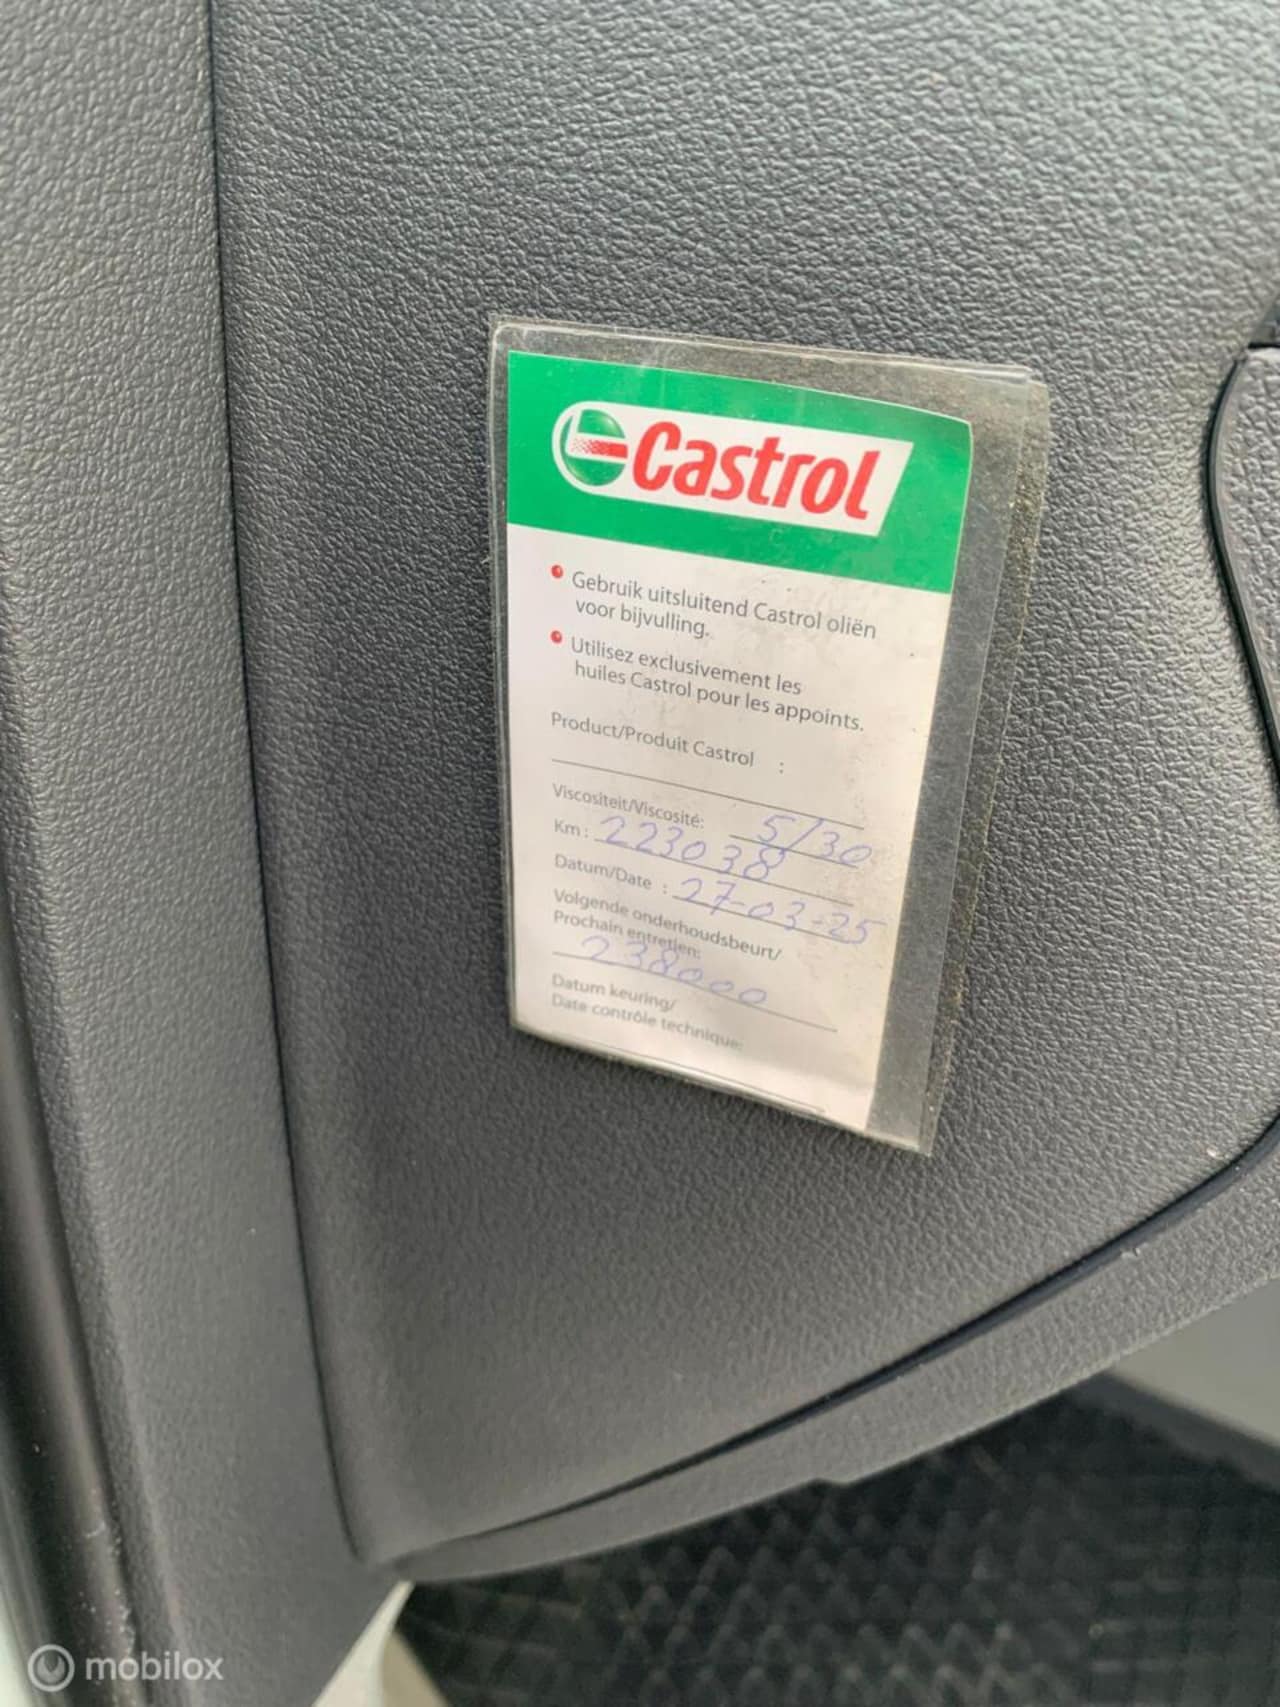 Castrol
Gebruik uitsluitend Castrol oliën
voor bijvulling.
Utilisez exclusivement les
huiles Castrol pour les appoints.
Product/Produit Castrol :
Viscositeit/Viscosité: 5/30
Km : 223038
Datum/Date : 27-03-25
Volgende onderhoudsbeurt/
Prochain entretien:
238000
Datum keuring/
Date contrôle technique:
mobilox